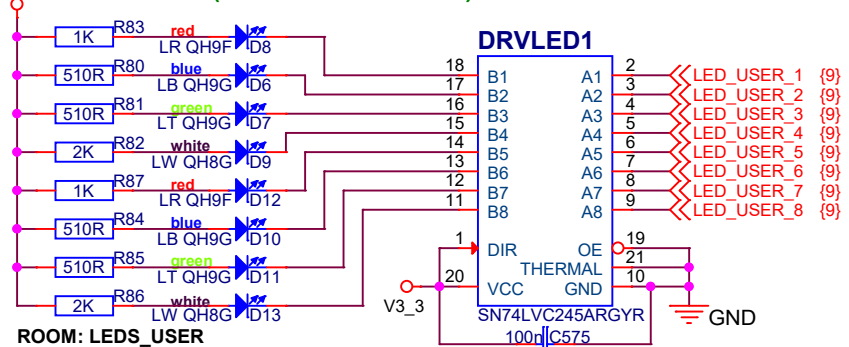 R83
1K
red
LR QH9F
D8
R80
510R
blue
LB QH9G
D6
R81
510R
green
LT QH9G
D7
R82
2K
white
LW QH8G
D9
R87
1K
red
LR QH9F
D12
R84
510R
blue
LB QH9G
D10
R85
510R
green
LT QH9G
D11
R86
2K
white
LW QH8G
D13
ROOM: LEDS_USER
DRVLED1
18 B1 A1 2 LED_USER_1 {9}
17 B2 A2 3 LED_USER_2 {9}
16 B3 A3 4 LED_USER_3 {9}
15 B4 A4 5 LED_USER_4 {9}
14 B5 A5 6 LED_USER_5 {9}
13 B6 A6 7 LED_USER_6 {9}
12 B7 A7 8 LED_USER_7 {9}
11 B8 A8 9 LED_USER_8 {9}
1 DIR OE 19
THERMAL 21
20 VCC GND 10
V3_3
SN74LVC245ARGYR
GND
100n C575